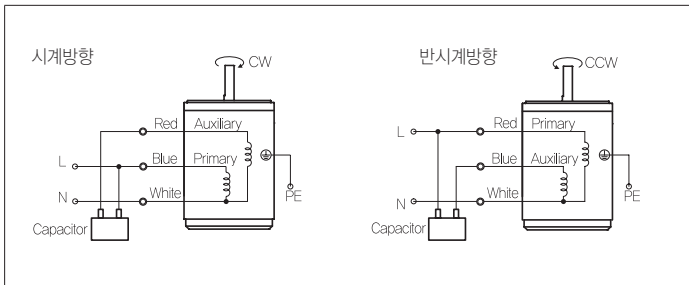 시계방향
CW
Red Auxiliary
L
Blue Primary
N
White
PE
Capacitor
반시계방향
CCW
L
Red Primary
Blue Auxiliary
N
White
PE
Capacitor